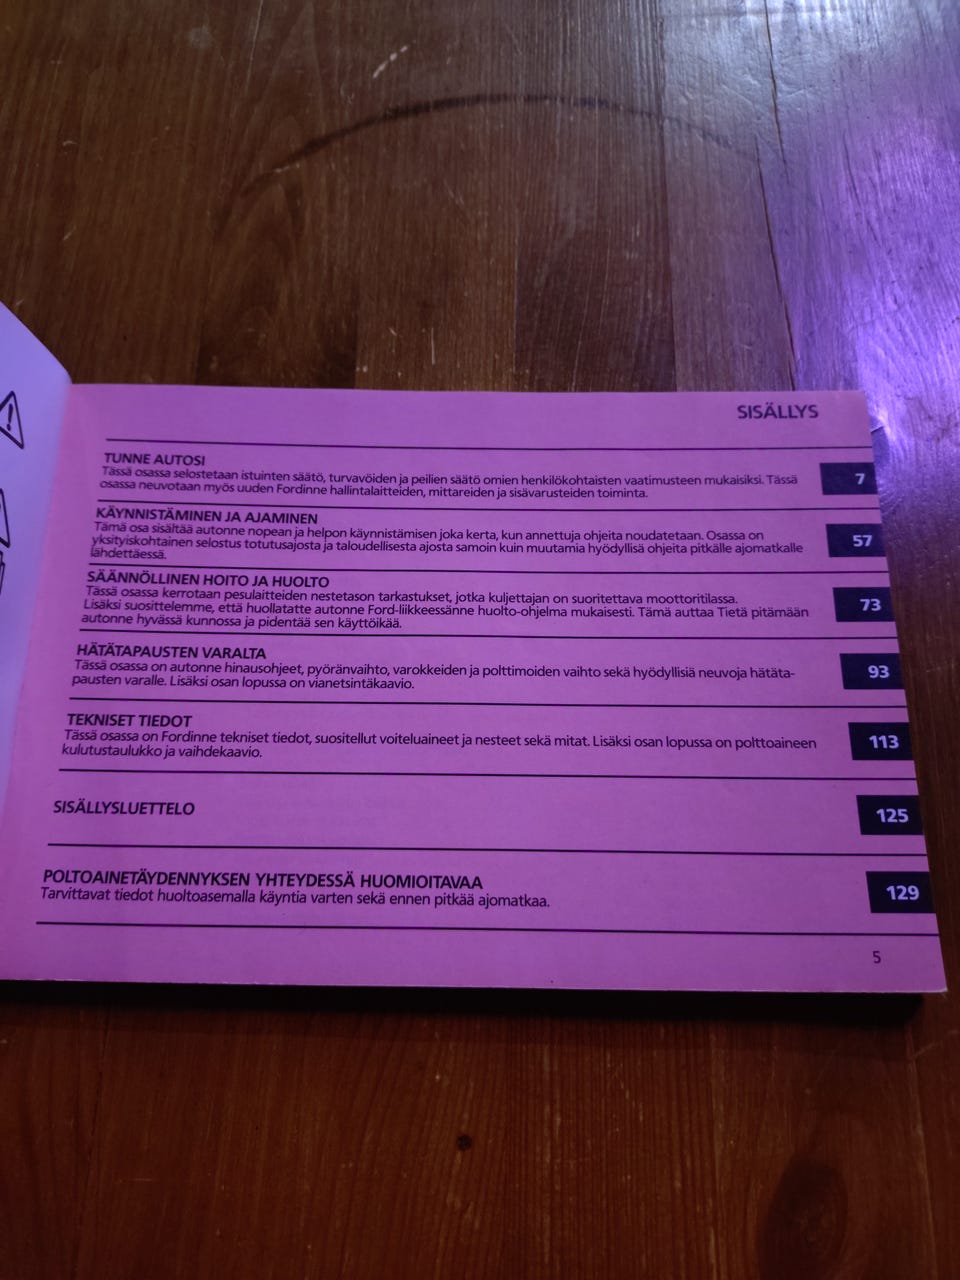 SISÄLLYS
TUNNE AUTOSI
Tässä osassa selostetaan istuinten säätö, turvavöiden ja peilien säätö omien henkilökohtaisten vaatimusteen mukaisiksi. Tässä
osassa neuvotaan myös uuden Fordinne hallintalaitteiden, mittareiden ja sisävarusteiden toiminta.
7
KÄYNNISTÄMINEN JA AJAMINEN
Tämä osa sisältää autonne nopean ja helpon käynnistämisen joka kerta, kun annettuja ohjeita noudatetaan. Osassa on
yksityiskohtainen selostus totutusajosta ja taloudellisesta ajosta samoin kuin muutamia hyödyllisä ohjeita pitkälle ajomatkalle
lähdettäessä.
57
SÄÄNNÖLLINEN HOITO JA HUOLTO
Tässä osassa kerrotaan pesulaitteiden nestetason tarkastukset, jotka kuljettajan on suoritettava moottoritilassa.
Lisäksi suosittelemme, että huollatatte autonne Ford-liikkeessänne huolto-ohjelma mukaisesti. Tämä auttaa Tietä pitämään
autonne hyvässä kunnossa ja pidentää sen käyttöikää.
73
HÄTÄTAPAUSTEN VARALTA
Tässä osassa on autonne hinausohjeet, pyöränvaihto, varokkeiden ja polttimoiden vaihto sekä hyödyllisiä neuvoja hätäta-
pausten varalle. Lisäksi osan lopussa on vianetsintäkaavio.
93
TEKNISET TIEDOT
Tässä osassa on Fordinne tekniset tiedot, suositellut voiteluaineet ja nesteet sekä mitat. Lisäksi osan lopussa on polttoaineen
kulutustaulukko ja vaihdekaavio.
113
SISÄLLYSLUETTELO
125
POLTOAINETÄYDENNYKSEN YHTEYDESSÄ HUOMIOITAVAA
Tarvittavat tiedot huoltoasemalla käyntia varten sekä ennen pitkää ajomatkaa.
129
5